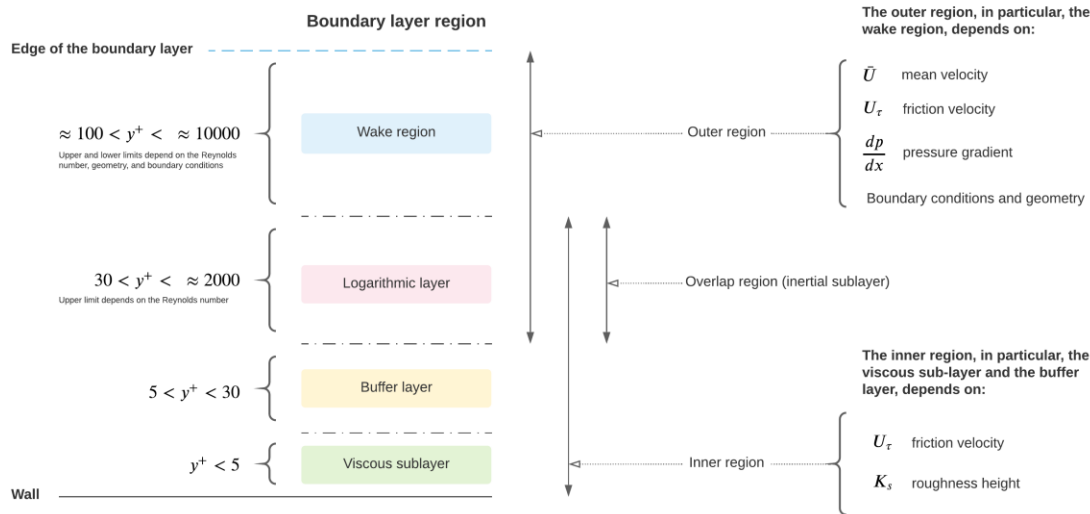 Boundary layer region
Edge of the boundary layer
≈ 100 < y⁺ < ≈ 10000
Upper and lower limits depend on the Reynolds
number, geometry, and boundary conditions
Wake region
30 < y⁺ < ≈ 2000
Upper limit depends on the Reynolds number
Logarithmic layer
5 < y⁺ < 30
Buffer layer
y⁺ < 5
Viscous sublayer
Wall
Outer region
Overlap region (inertial sublayer)
Inner region
The outer region, in particular, the
wake region, depends on:
Ū mean velocity
U_τ friction velocity
dp/dx pressure gradient
Boundary conditions and geometry
The inner region, in particular, the
viscous sub-layer and the buffer
layer, depends on:
U_τ friction velocity
K_s roughness height